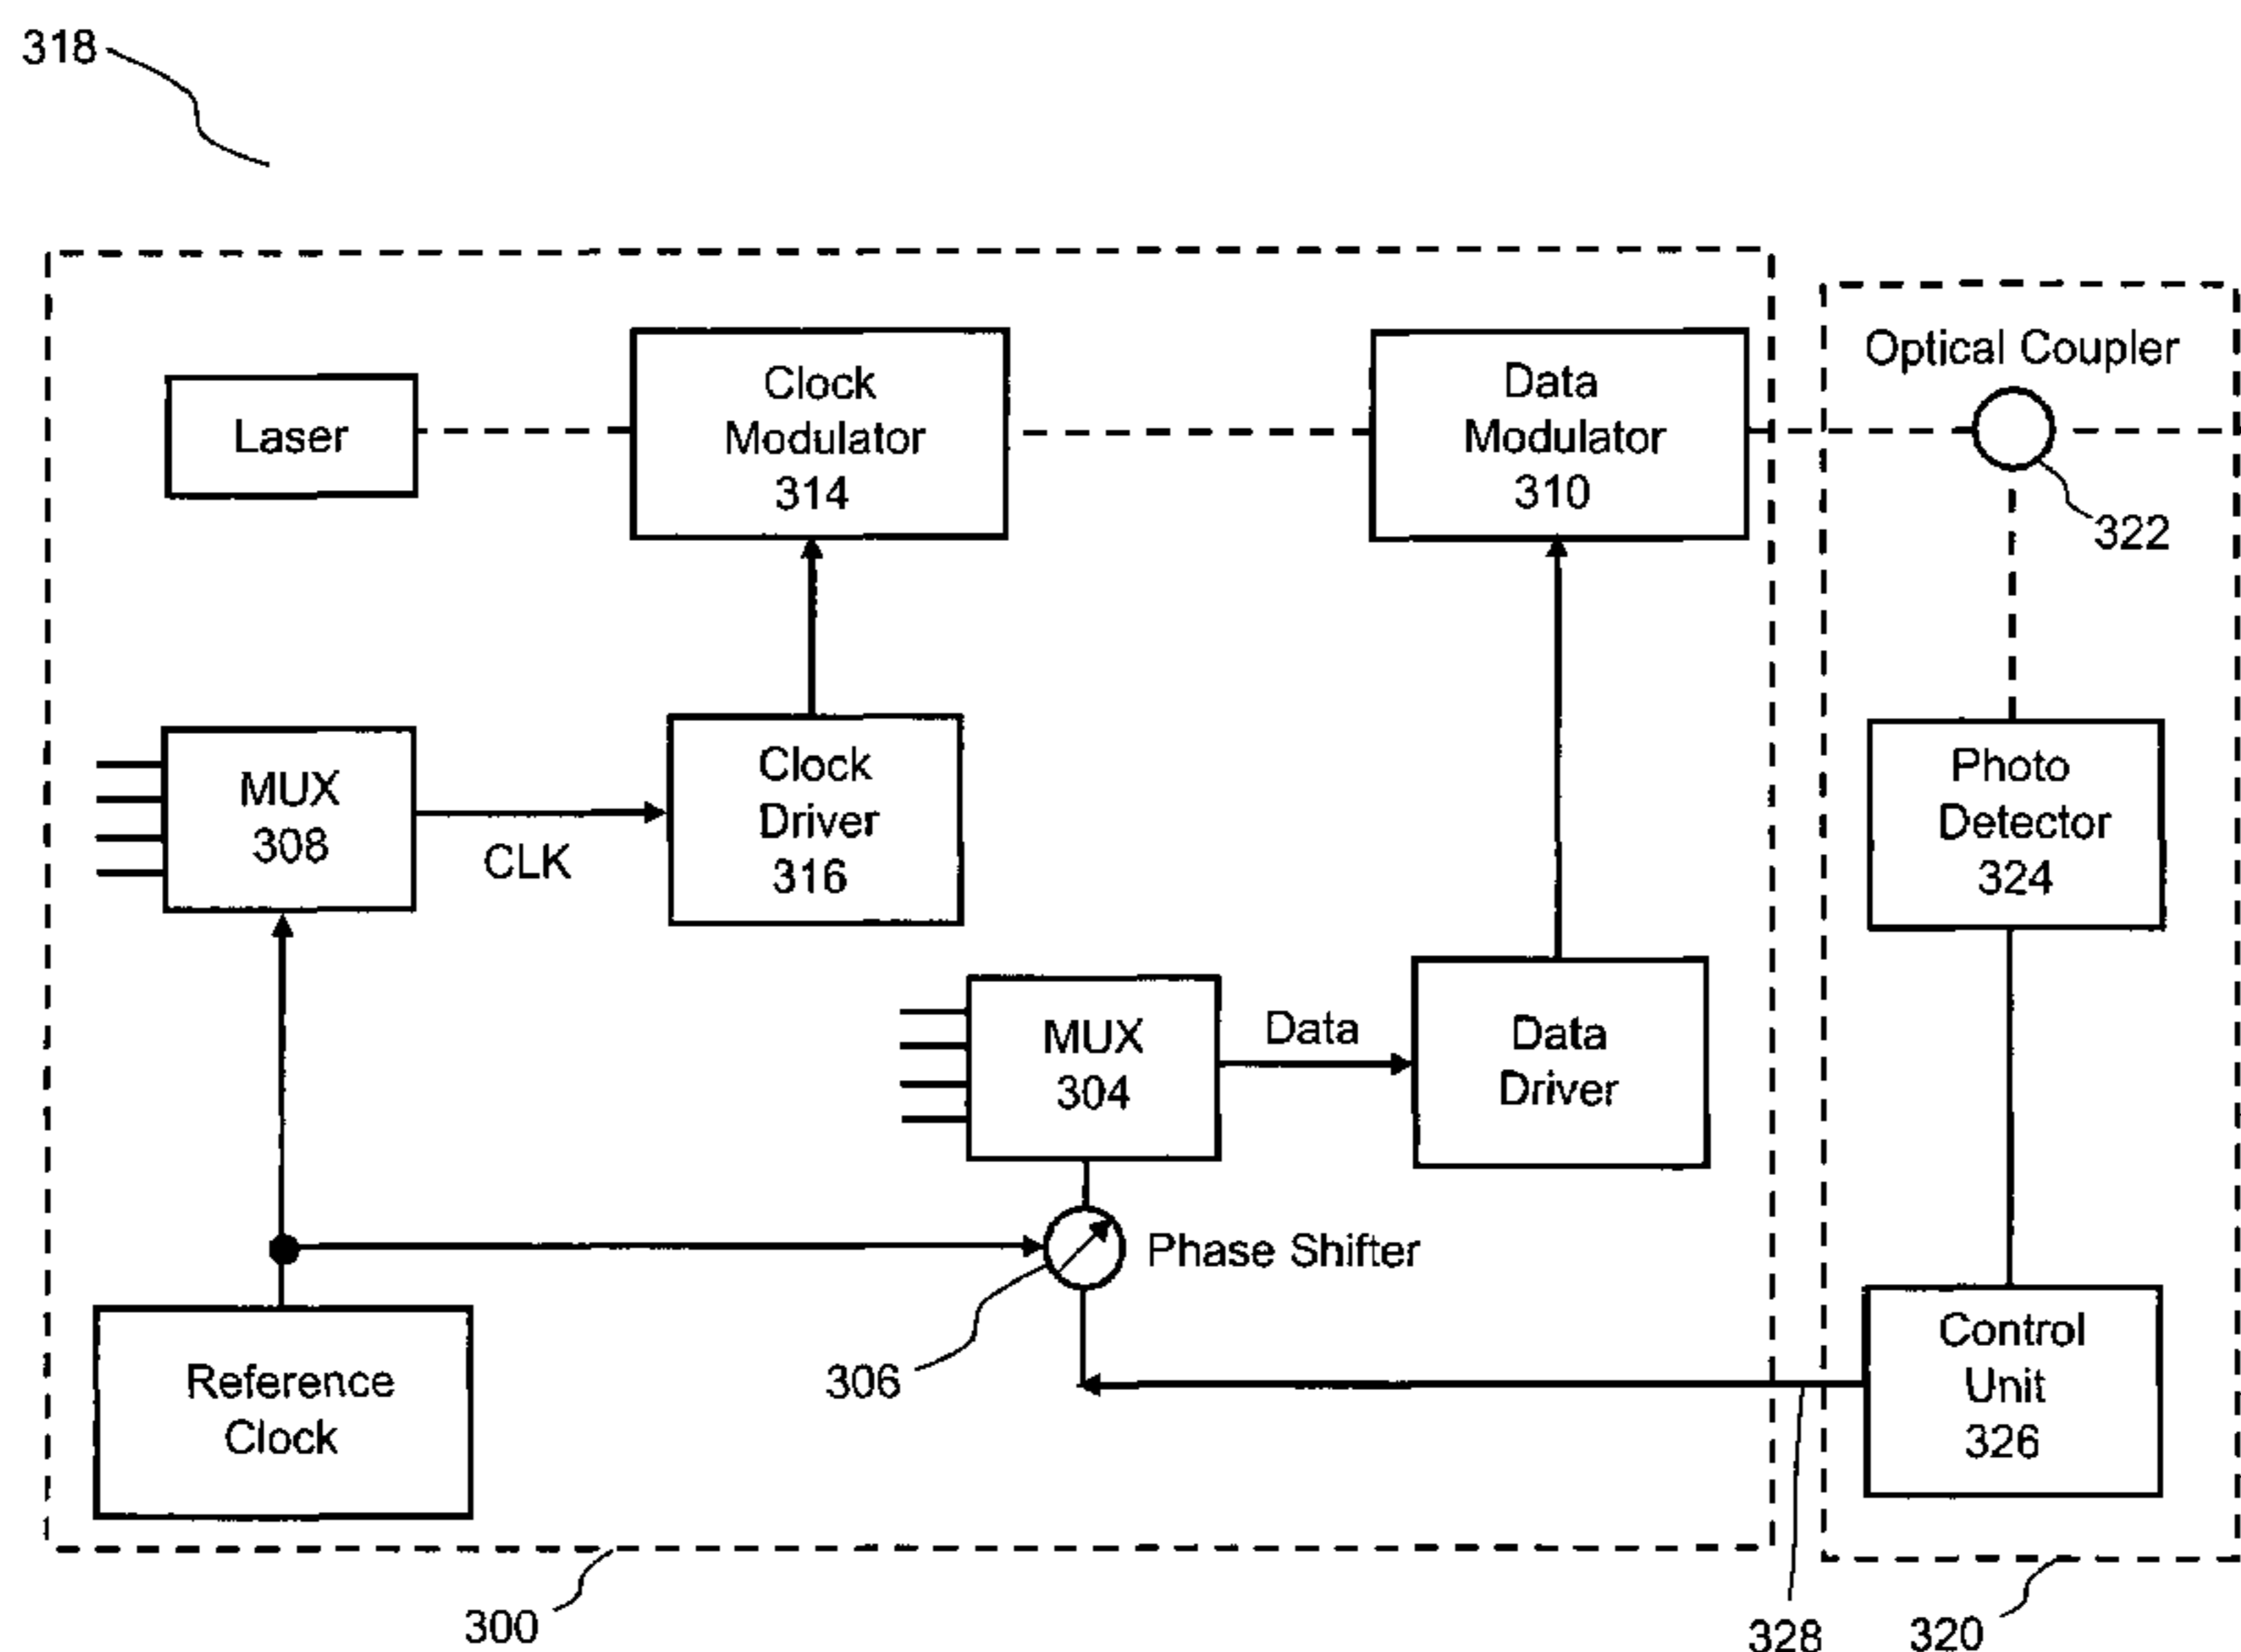 318
Laser
Clock
Modulator
314
Data
Modulator
310
Optical Coupler
322
MUX
308
CLK
Clock
Driver
316
Photo
Detector
324
MUX
304
Data
Data
Driver
Phase Shifter
306
Reference
Clock
Control
Unit
326
300
328
320